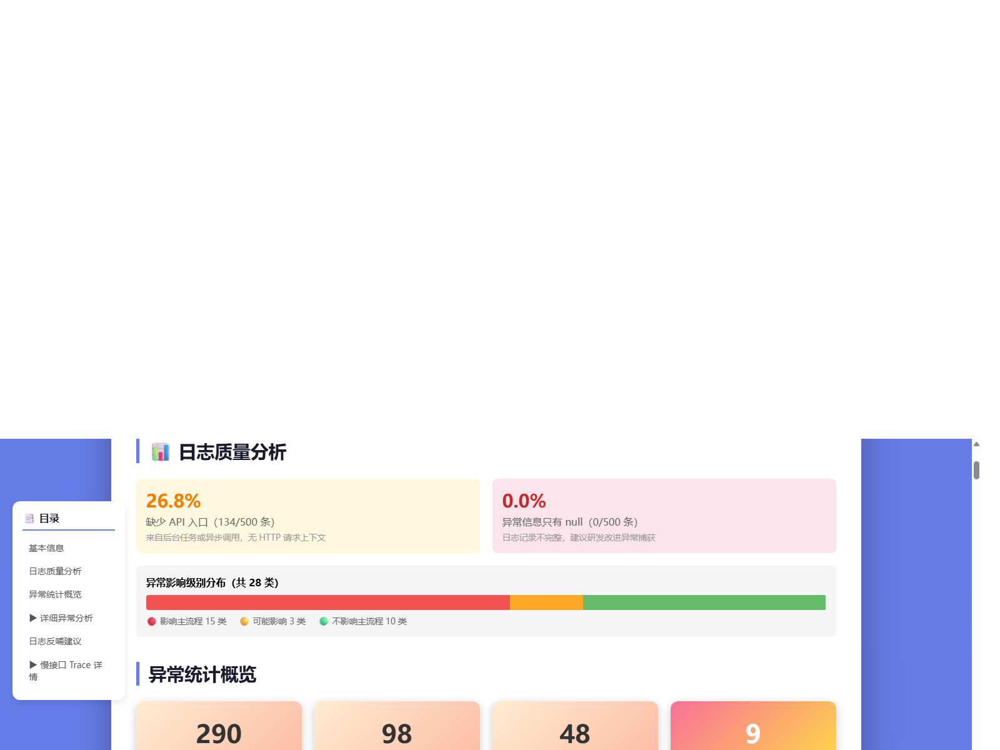 日志质量分析
26.8%
缺少 API 入口（134/500 条）
来自后台任务或异步调用，无 HTTP 请求上下文
0.0%
异常信息只有 null（0/500 条）
日志记录不完整，建议研发改进异常捕获
目录
基本信息
日志质量分析
异常统计概览
▶ 详细异常分析
日志反哺建议
▶ 慢接口 Trace 详
情
异常影响级别分布（共 28 类）
影响主流程 15 类 可能影响 3 类 不影响主流程 10 类
异常统计概览
290
98
48
9